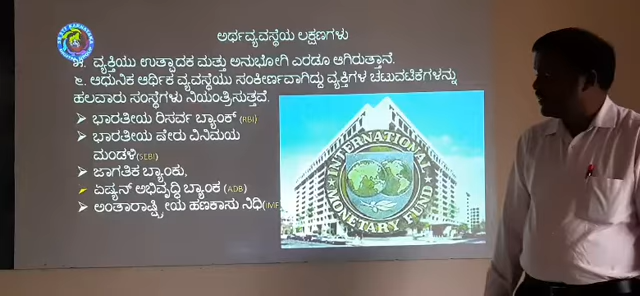 ಅರ್ಥವ್ಯವಸ್ಥೆಯ ಲಕ್ಷಣಗಳು
೫. ವ್ಯಕ್ತಿಯು ಉತ್ಪಾದಕ ಮತ್ತು ಅನುಭೋಗಿ ಎರಡೂ ಆಗಿರುತ್ತಾನೆ.
೬. ಆಧುನಿಕ ಆರ್ಥಿಕ ವ್ಯವಸ್ಥೆಯು ಸಂಕೀರ್ಣವಾಗಿದ್ದು ವ್ಯಕ್ತಿಗಳ ಚಟುವಟಿಕೆಗಳನ್ನು
ಹಲವಾರು ಸಂಸ್ಥೆಗಳು ನಿಯಂತ್ರಿಸುತ್ತವೆ.
ಭಾರತೀಯ ರಿಸರ್ವ ಬ್ಯಾಂಕ್ (RBI)
ಭಾರತೀಯ ಷೇರು ವಿನಿಮಯ
ಮಂಡಳಿ(SEBI)
ಜಾಗತಿಕ ಬ್ಯಾಂಕು,
ಏಷ್ಯನ್ ಅಭಿವೃದ್ಧಿ ಬ್ಯಾಂಕ (ADB)
ಅಂತಾರಾಷ್ಟ್ರೀಯ ಹಣಕಾಸು ನಿಧಿ(IMF
INTERNATIONAL
MONETARY FUND